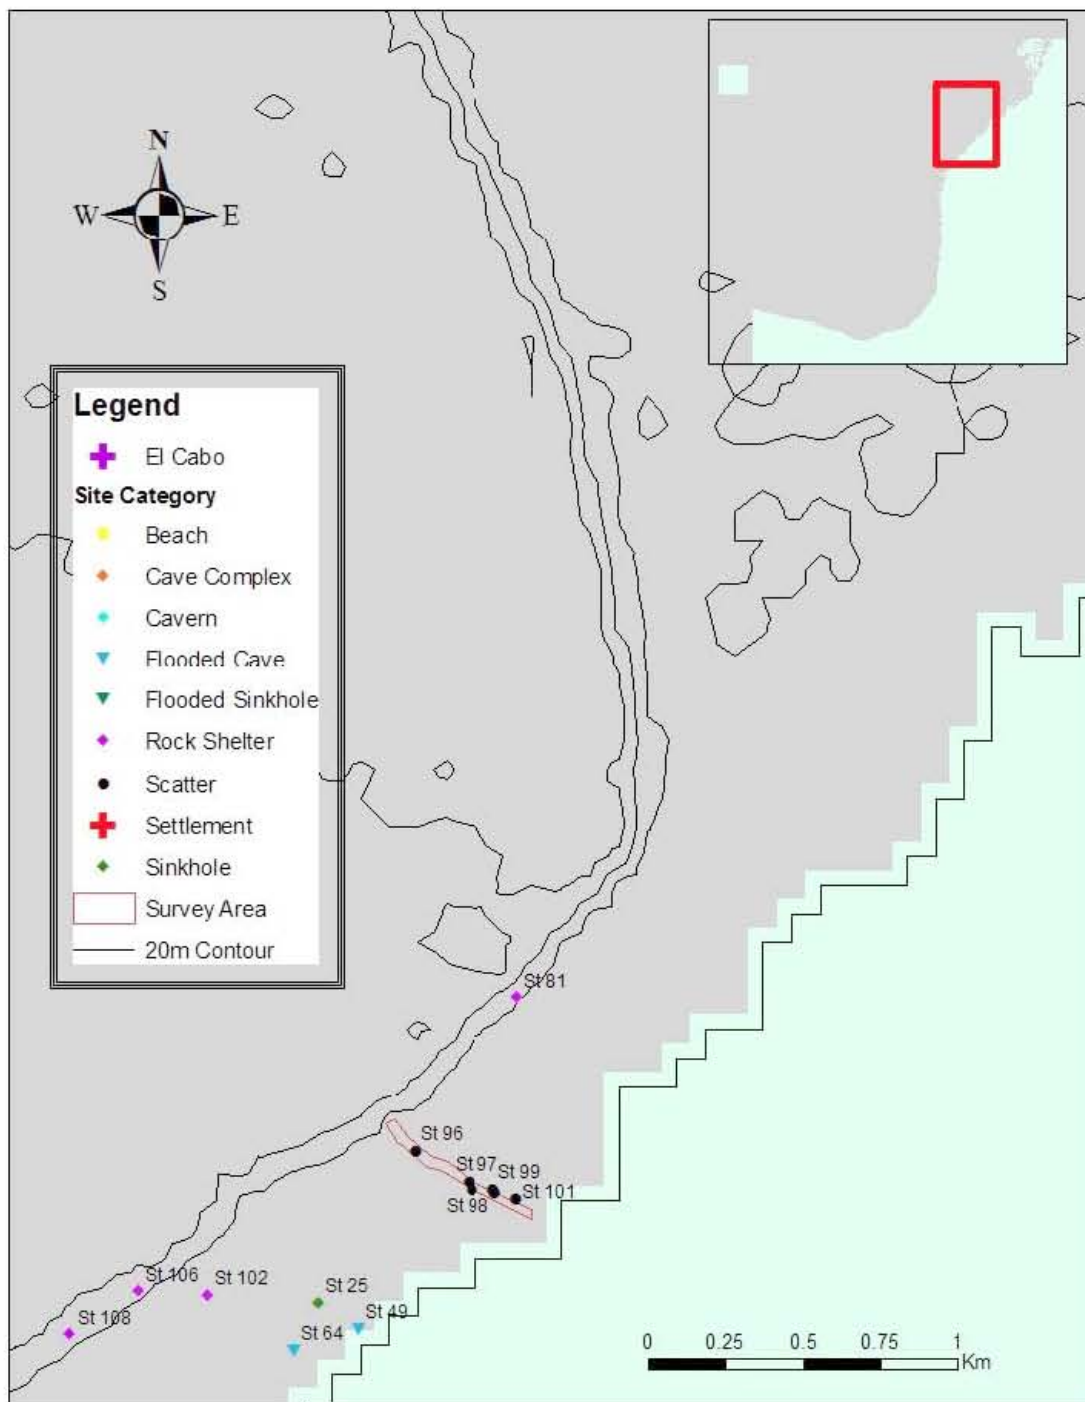 N
W E
S
Legend
El Cabo
Site Category
Beach
Cave Complex
Cavern
Flooded Cave
Flooded Sinkhole
Rock Shelter
Scatter
Settlement
Sinkhole
Survey Area
20m Contour
St 81
St 96
St 97
St 99
St 98
St 101
St 106
St 102
St 25
St 108
St 49
St 64
0 0.25 0.5 0.75 1
Km